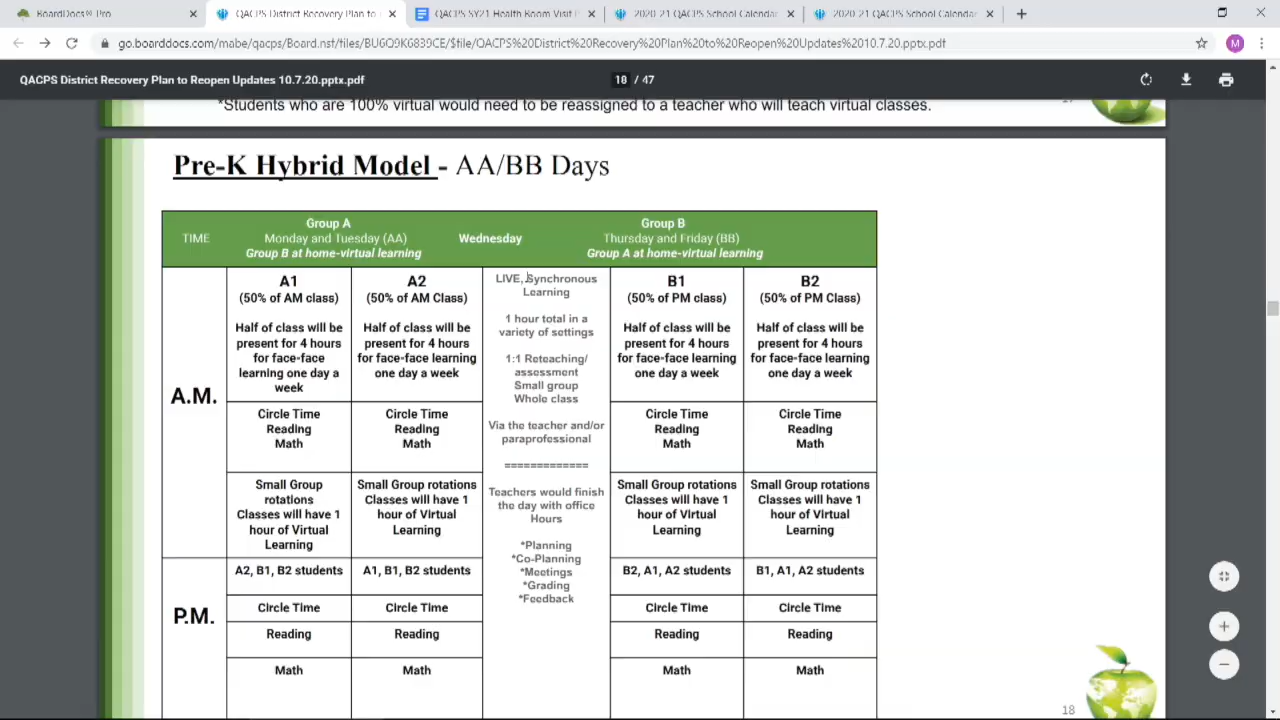 BoardDocs® Pro
QACPS District Recovery Plan to
QACPS SY21 Health Room Visit P
2020-21 QACPS School Calendar
2020-21 QACPS School Calendar
go.boarddocs.com/mabe/qacps/Board.nsf/files/BU6Q9K6839CE/$file/QACPS%20District%20Recovery%20Plan%20to%20Reopen%20Updates%2010.7.20.pptx.pdf
M
QACPS District Recovery Plan to Reopen Updates 10.7.20.pptx.pdf
18 / 47
*Students who are 100% virtual would need to be reassigned to a teacher who will teach virtual classes.
17
Pre-K Hybrid Model - AA/BB Days
TIME
Group A
Monday and Tuesday (AA)
Group B at home-virtual learning
Wednesday
Group B
Thursday and Friday (BB)
Group A at home-virtual learning
A.M.
A1
(50% of AM class)
Half of class will be
present for 4 hours
for face-face
learning one day a
week
A2
(50% of AM Class)
Half of class will be
present for 4 hours
for face-face learning
one day a week
LIVE, Synchronous
Learning
1 hour total in a
variety of settings
1:1 Reteaching/
assessment
Small group
Whole class
Via the teacher and/or
paraprofessional
=============
Teachers would finish
the day with office
Hours
*Planning
*Co-Planning
*Meetings
*Grading
*Feedback
B1
(50% of PM class)
Half of class will be
present for 4 hours
for face-face learning
one day a week
B2
(50% of PM Class)
Half of class will be
present for 4 hours
for face-face learning
one day a week
Circle Time
Reading
Math
Circle Time
Reading
Math
Circle Time
Reading
Math
Circle Time
Reading
Math
Small Group
rotations
Classes will have 1
hour of Virtual
Learning
Small Group rotations
Classes will have 1
hour of Virtual
Learning
Small Group rotations
Classes will have 1
hour of Virtual
Learning
Small Group rotations
Classes will have 1
hour of Virtual
Learning
P.M.
A2, B1, B2 students
A1, B1, B2 students
B2, A1, A2 students
B1, A1, A2 students
Circle Time
Circle Time
Circle Time
Circle Time
Reading
Reading
Reading
Reading
Math
Math
Math
Math
18